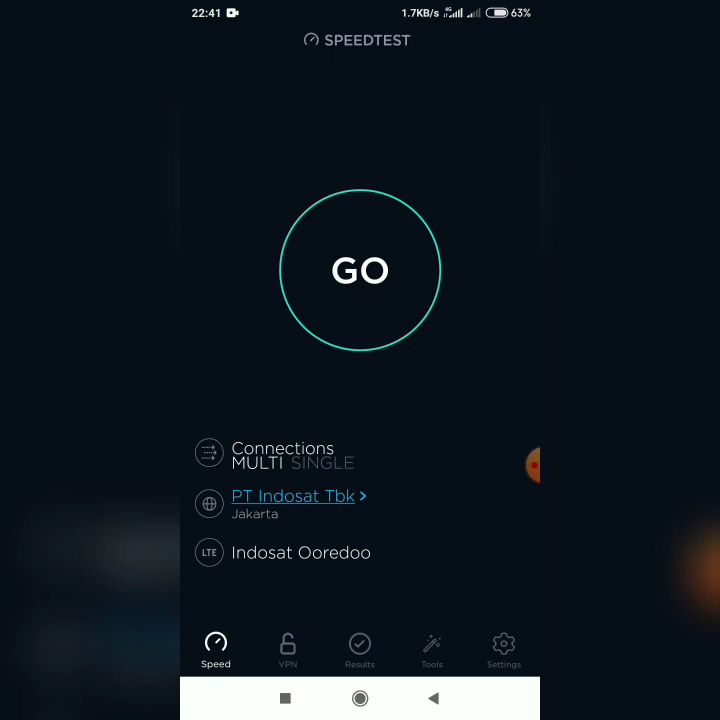 22:41 1.7KB/s 4G 63%
SPEEDTEST
GO
Connections
MULTI SINGLE
PT Indosat Tbk >
Jakarta
LTE Indosat Ooredoo
Speed VPN Results Tools Settings